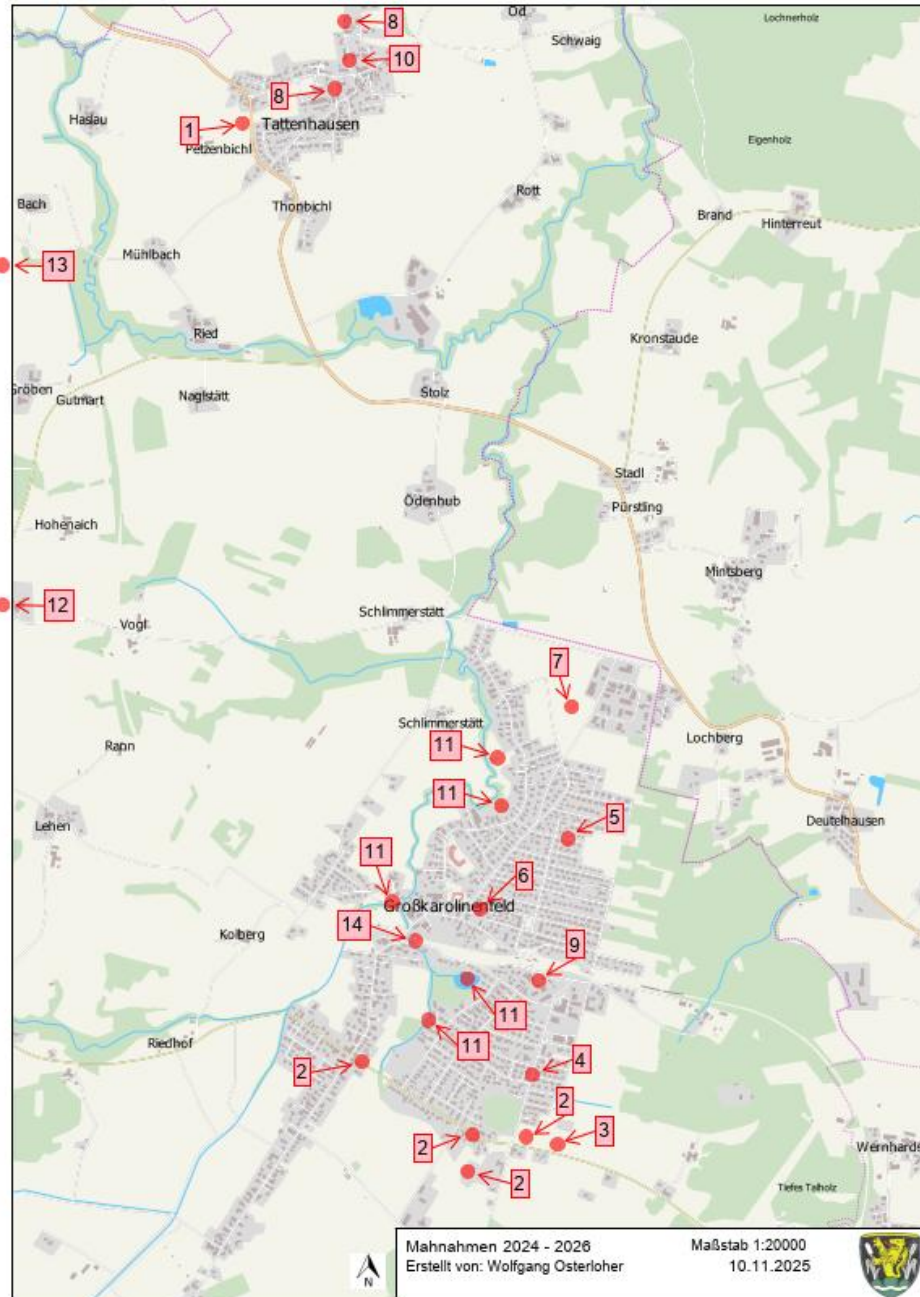 Lochnerholz
Öd
8
Schwaig
10
8
Haslau
1
Tattenhausen
Petzenbichl
Eigenholz
Rott
Bach
Thonbichl
Brand
Hinterreut
Mühlbach
13
Ried
Kronstaude
Stolz
Gröben
Gutmart
Naglstätt
Stadl
Ödenhub
Pürstling
Hohenaich
Mintsberg
12
Schlimmerstätt
Vogl
7
Schlimmerstätt
Rann
11
Lochberg
11
5
Lehen
Deutelhausen
11
6
Großkarolinenfeld
14
Kolberg
9
11
Riedhof
11
2
4
2
3
2
Wernhards
2
Tiefes Talholz
Mahnahmen 2024 - 2026
Maßstab 1:20000
Erstellt von: Wolfgang Osterloher
10.11.2025
N